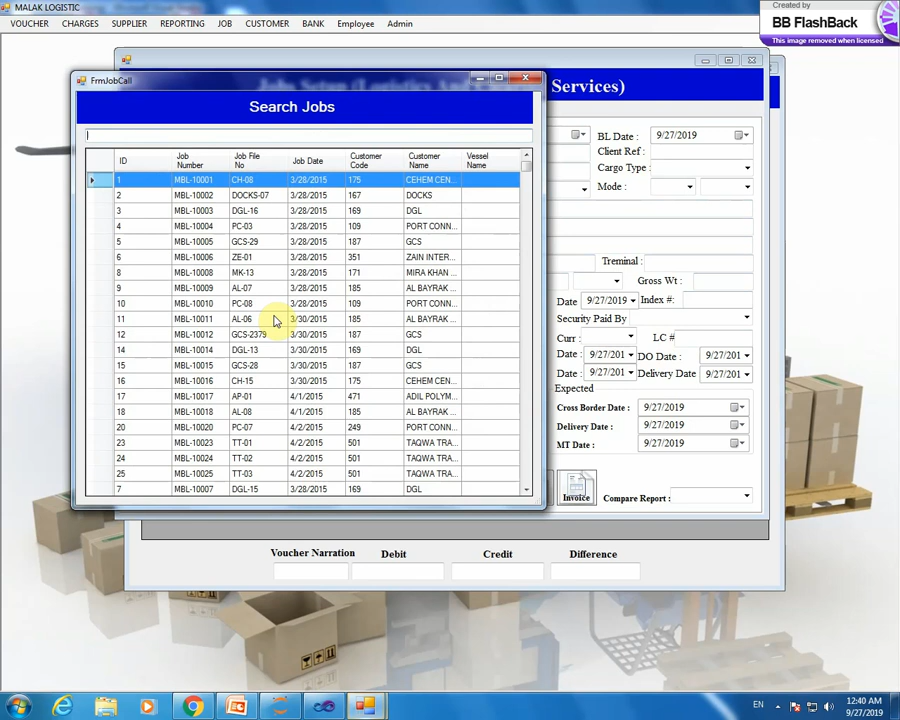 MALAK LOGISTIC
Created by
BB FlashBack
This image removed when licensed
VOUCHER CHARGES SUPPLIER REPORTING JOB CUSTOMER BANK Employee Admin
Services)
FrmJobCall
Search Jobs
ID Job Number Job File No Job Date Customer Code Customer Name Vessel Name
1 MBL-10001 CH-08 3/28/2015 175 CEHEM CEN...
2 MBL-10002 DOCKS-07 3/28/2015 167 DOCKS
3 MBL-10003 DGL-16 3/28/2015 169 DGL
4 MBL-10004 PC-03 3/28/2015 109 PORT CONN...
5 MBL-10005 GCS-29 3/28/2015 187 GCS
6 MBL-10006 ZE-01 3/28/2015 351 ZAIN INTER...
8 MBL-10008 MK-13 3/28/2015 171 MIRA KHAN ...
9 MBL-10009 AL-07 3/28/2015 185 AL BAYRAK ...
10 MBL-10010 PC-08 3/28/2015 109 PORT CONN...
11 MBL-10011 AL-06 3/30/2015 185 AL BAYRAK ...
12 MBL-10012 GCS-2379 3/30/2015 187 GCS
14 MBL-10014 DGL-13 3/30/2015 169 DGL
15 MBL-10015 GCS-28 3/30/2015 187 GCS
16 MBL-10016 CH-15 3/30/2015 175 CEHEM CEN...
17 MBL-10017 AP-01 4/1/2015 471 ADIL POLYM...
18 MBL-10018 AL-08 4/1/2015 185 AL BAYRAK ...
20 MBL-10020 PC-07 4/2/2015 249 PORT CONN...
23 MBL-10023 TT-01 4/2/2015 501 TAQWA TRA...
24 MBL-10024 TT-02 4/2/2015 501 TAQWA TRA...
25 MBL-10025 TT-03 4/2/2015 501 TAQWA TRA...
7 MBL-10007 DGL-15 3/28/2015 169 DGL
BL Date : 9/27/2019
Client Ref :
Cargo Type :
Mode :
Treminal :
Gross Wt :
Date 9/27/2019 Index #:
Security Paid By
Curr : LC #
Date : 9/27/201 DO Date : 9/27/201
Date : 9/27/201 Delivery Date 9/27/201
Expected
Cross Border Date : 9/27/2019
Delivery Date : 9/27/2019
MT Date : 9/27/2019
Invoice
Compare Report :
Voucher Narration Debit Credit Difference
EN
12:40 AM
9/27/2019